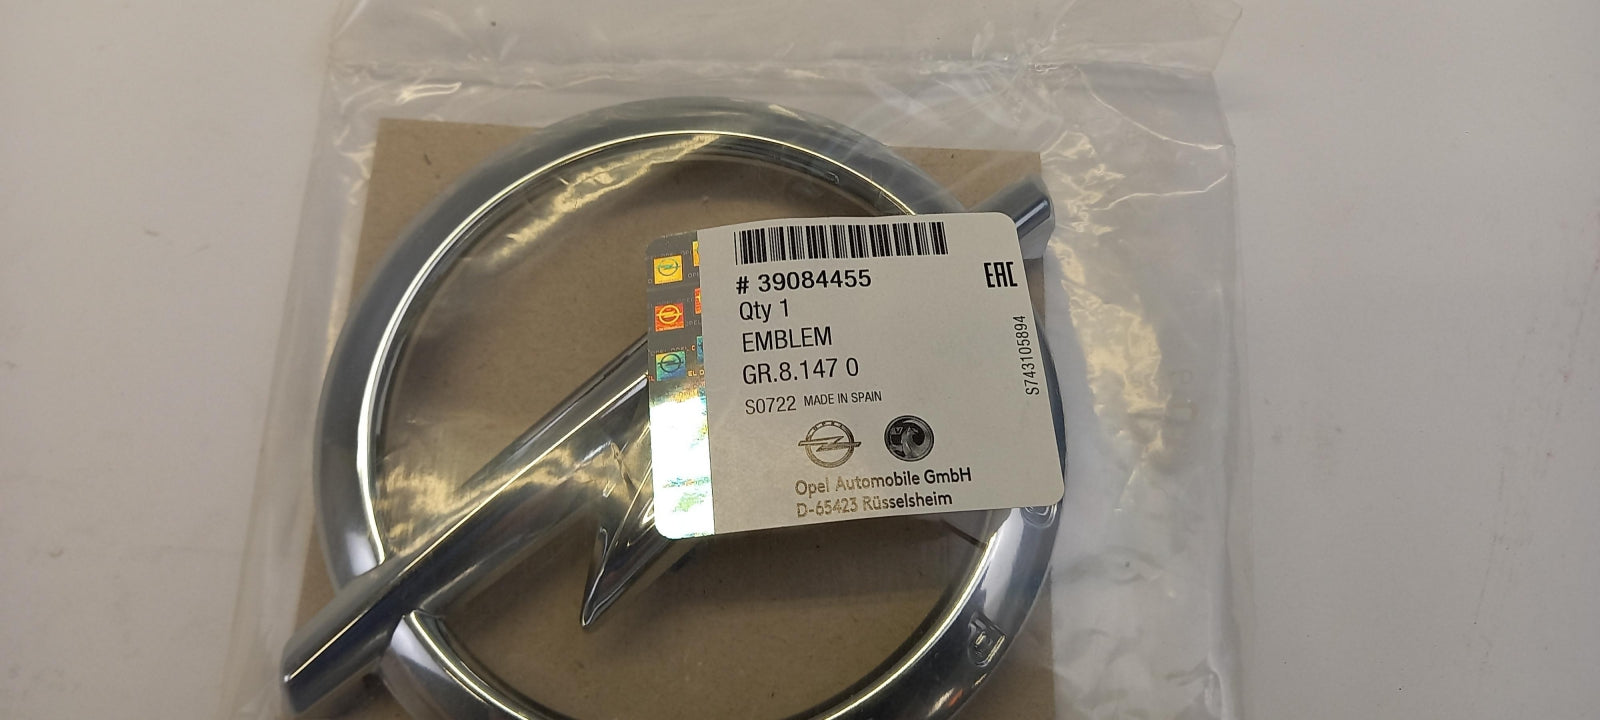 # 39084455
EAC
Qty 1
EMBLEM
GR.8.147 0
S0722 MADE IN SPAIN
S743105894
OPEL
Opel Automobile GmbH
D-65423 Rüsselsheim